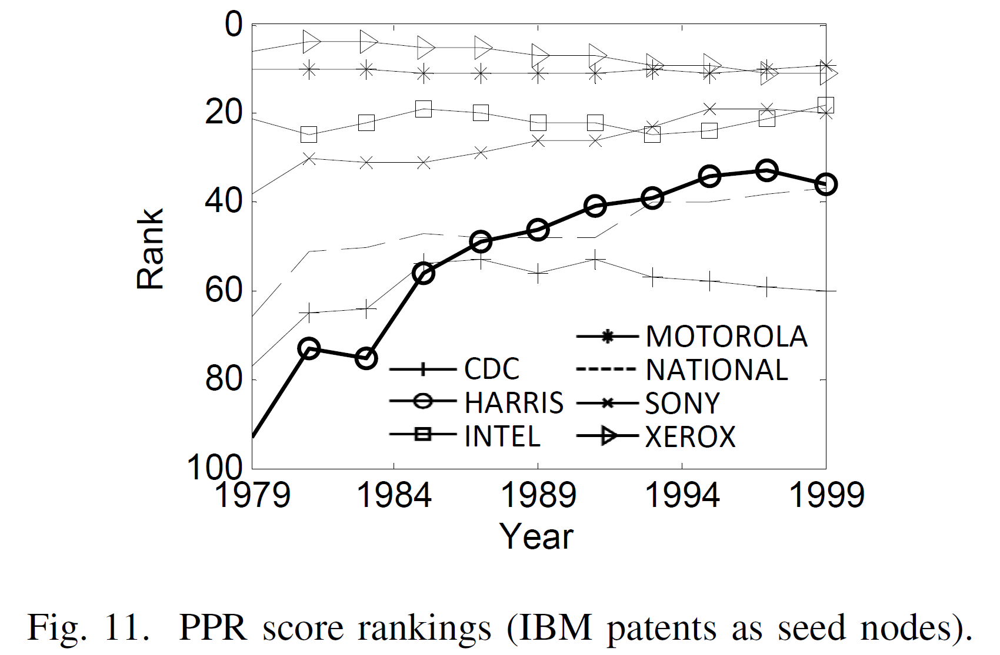 0
20
40
60
80
100
Rank
1979 1984 1989 1994 1999
Year
CDC
HARRIS
INTEL
MOTOROLA
NATIONAL
SONY
XEROX
Fig. 11. PPR score rankings (IBM patents as seed nodes).